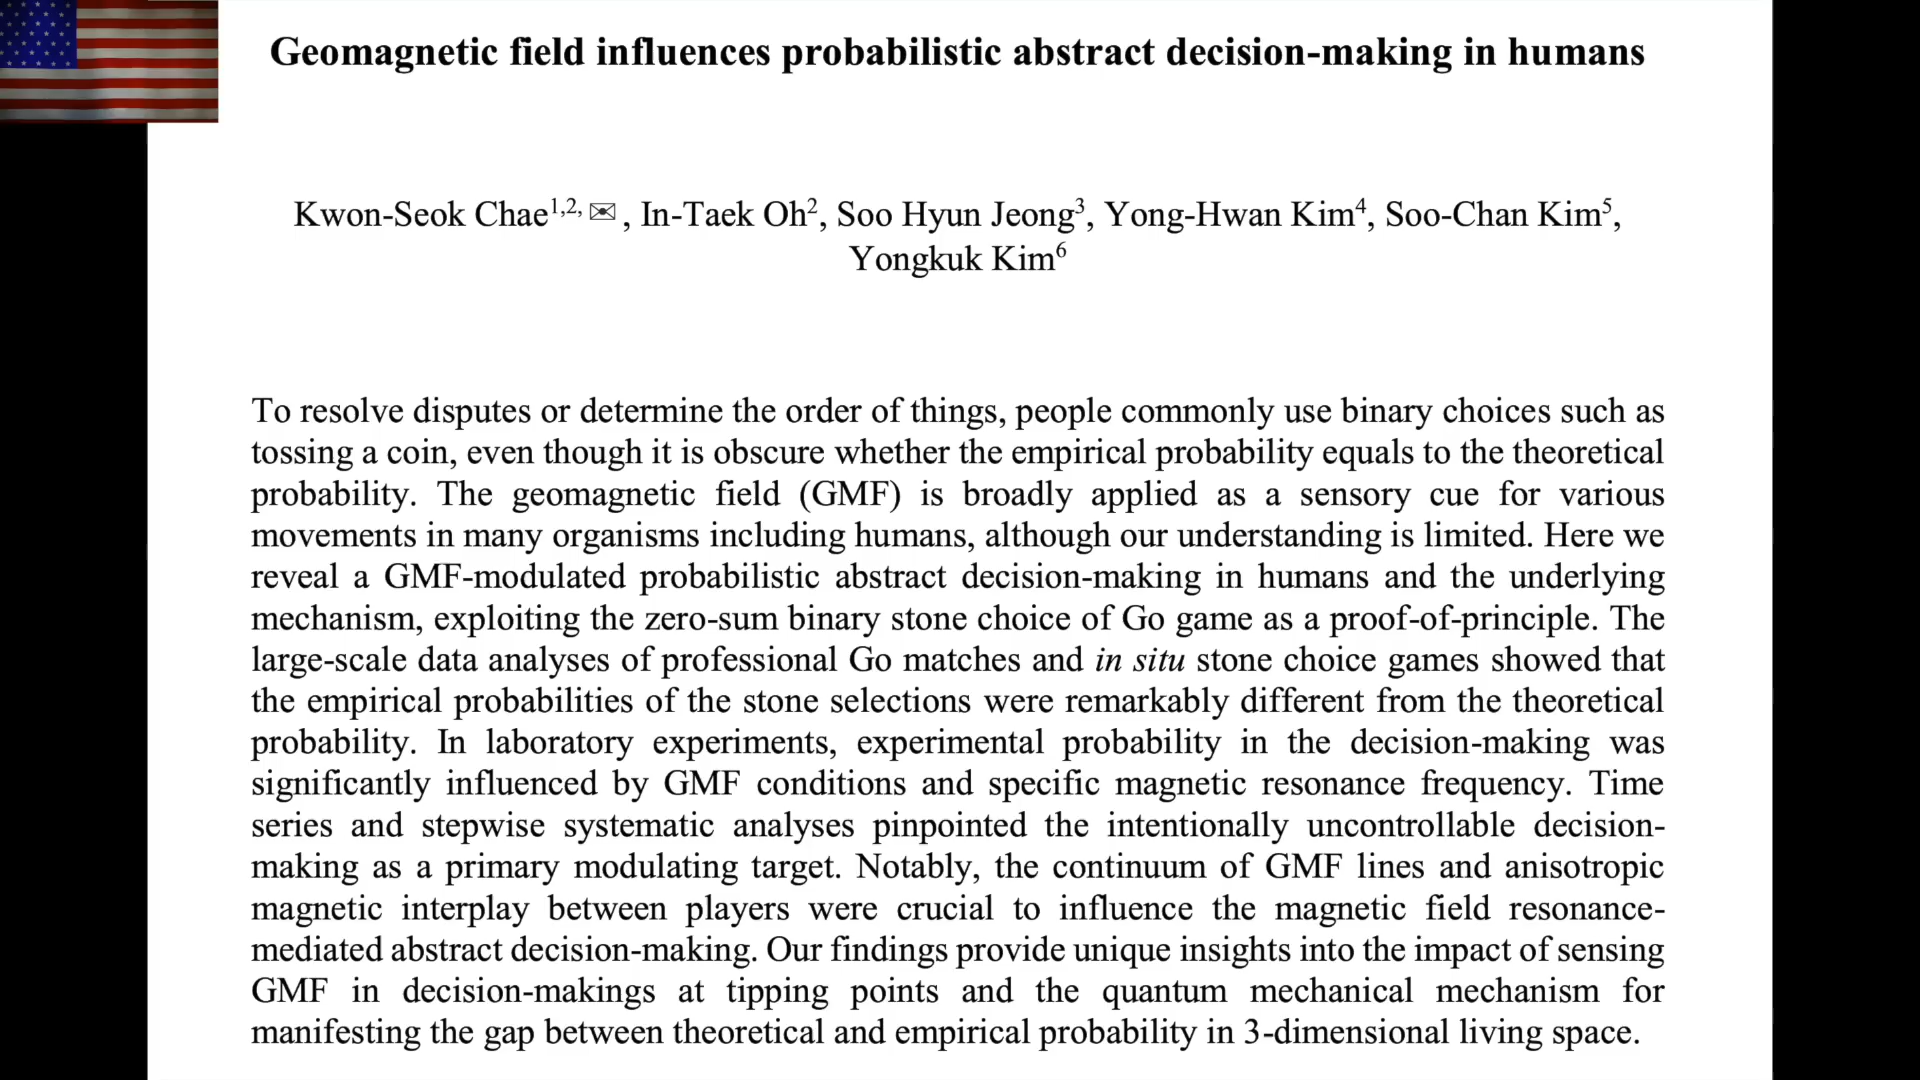 Geomagnetic field influences probabilistic abstract decision-making in humans
Kwon-Seok Chae1,2, ✉, In-Taek Oh2, Soo Hyun Jeong3, Yong-Hwan Kim4, Soo-Chan Kim5,
Yongkuk Kim6
To resolve disputes or determine the order of things, people commonly use binary choices such as
tossing a coin, even though it is obscure whether the empirical probability equals to the theoretical
probability. The geomagnetic field (GMF) is broadly applied as a sensory cue for various
movements in many organisms including humans, although our understanding is limited. Here we
reveal a GMF-modulated probabilistic abstract decision-making in humans and the underlying
mechanism, exploiting the zero-sum binary stone choice of Go game as a proof-of-principle. The
large-scale data analyses of professional Go matches and in situ stone choice games showed that
the empirical probabilities of the stone selections were remarkably different from the theoretical
probability. In laboratory experiments, experimental probability in the decision-making was
significantly influenced by GMF conditions and specific magnetic resonance frequency. Time
series and stepwise systematic analyses pinpointed the intentionally uncontrollable decision-
making as a primary modulating target. Notably, the continuum of GMF lines and anisotropic
magnetic interplay between players were crucial to influence the magnetic field resonance-
mediated abstract decision-making. Our findings provide unique insights into the impact of sensing
GMF in decision-makings at tipping points and the quantum mechanical mechanism for
manifesting the gap between theoretical and empirical probability in 3-dimensional living space.